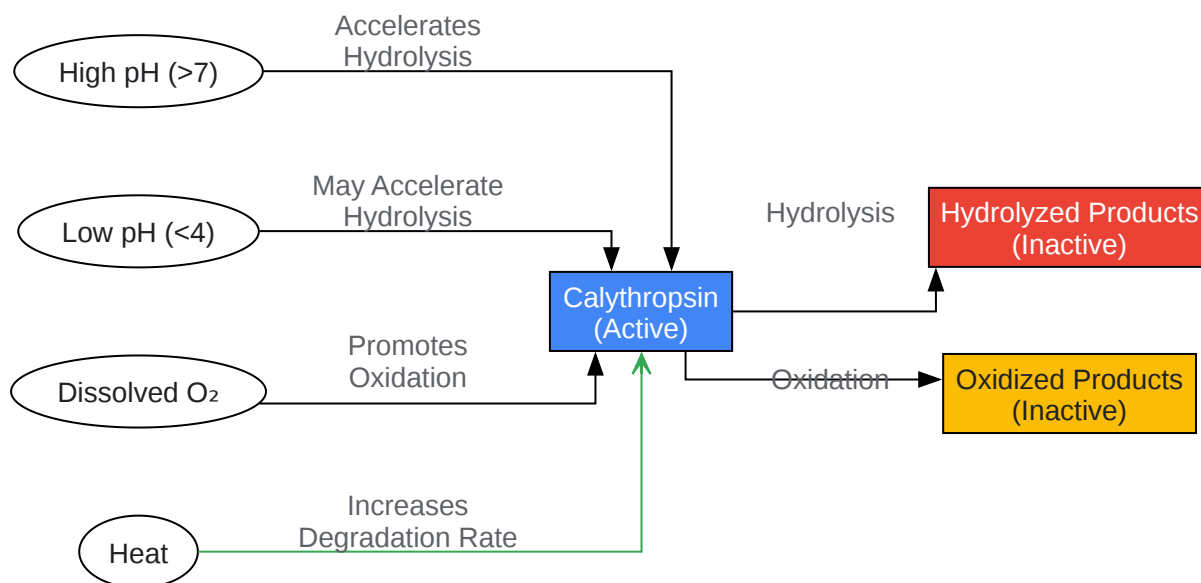 Accelerates
Hydrolysis
High pH (>7)
May Accelerate
Hydrolysis
Low pH (<4)
Hydrolysis
Hydrolyzed Products
(Inactive)
Calythropsin
(Active)
Promotes
Oxidation
Dissolved O₂
Oxidation
Oxidized Products
(Inactive)
Increases
Degradation Rate
Heat